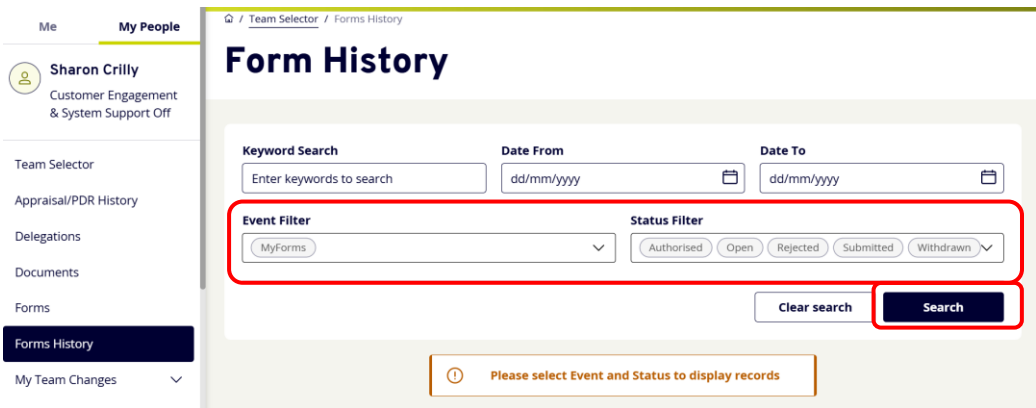 Me My People
Sharon Crilly
Customer Engagement
& System Support Off
Team Selector
Appraisal/PDR History
Delegations
Documents
Forms
Forms History
My Team Changes
/ Team Selector / Forms History
Form History
Keyword Search Date From Date To
Enter keywords to search dd/mm/yyyy dd/mm/yyyy
Event Filter Status Filter
MyForms Authorised Open Rejected Submitted Withdrawn
Clear search Search
Please select Event and Status to display records